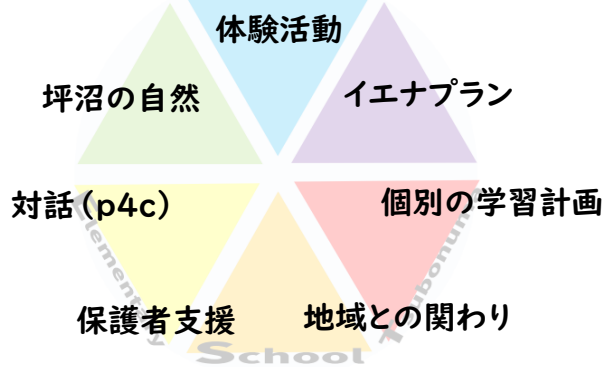 体験活動
坪沼の自然
イエナプラン
対話（p4c）
個別の学習計画
保護者支援
地域との関わり
Elementary
School